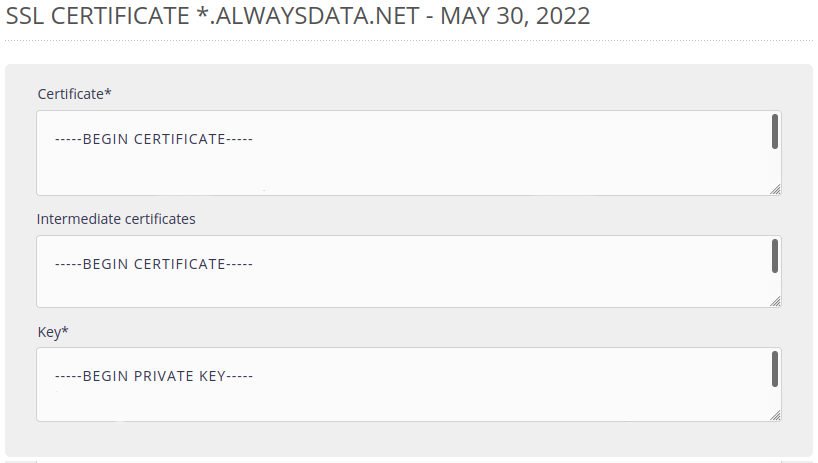 SSL CERTIFICATE *.ALWAYSDATA.NET - MAY 30, 2022
Certificate*
-----BEGIN CERTIFICATE-----
Intermediate certificates
-----BEGIN CERTIFICATE-----
Key*
-----BEGIN PRIVATE KEY-----